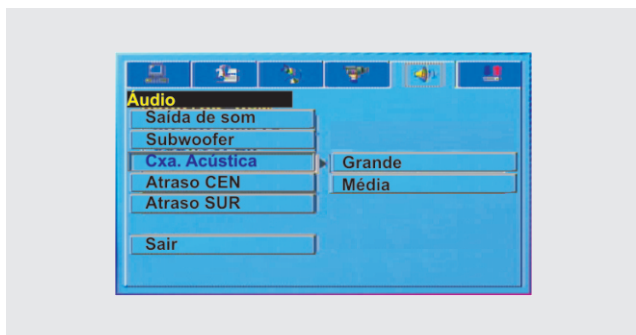 Áudio
Saída de som
Subwoofer
Cxa. Acústica
Grande
Atraso CEN
Média
Atraso SUR
Sair